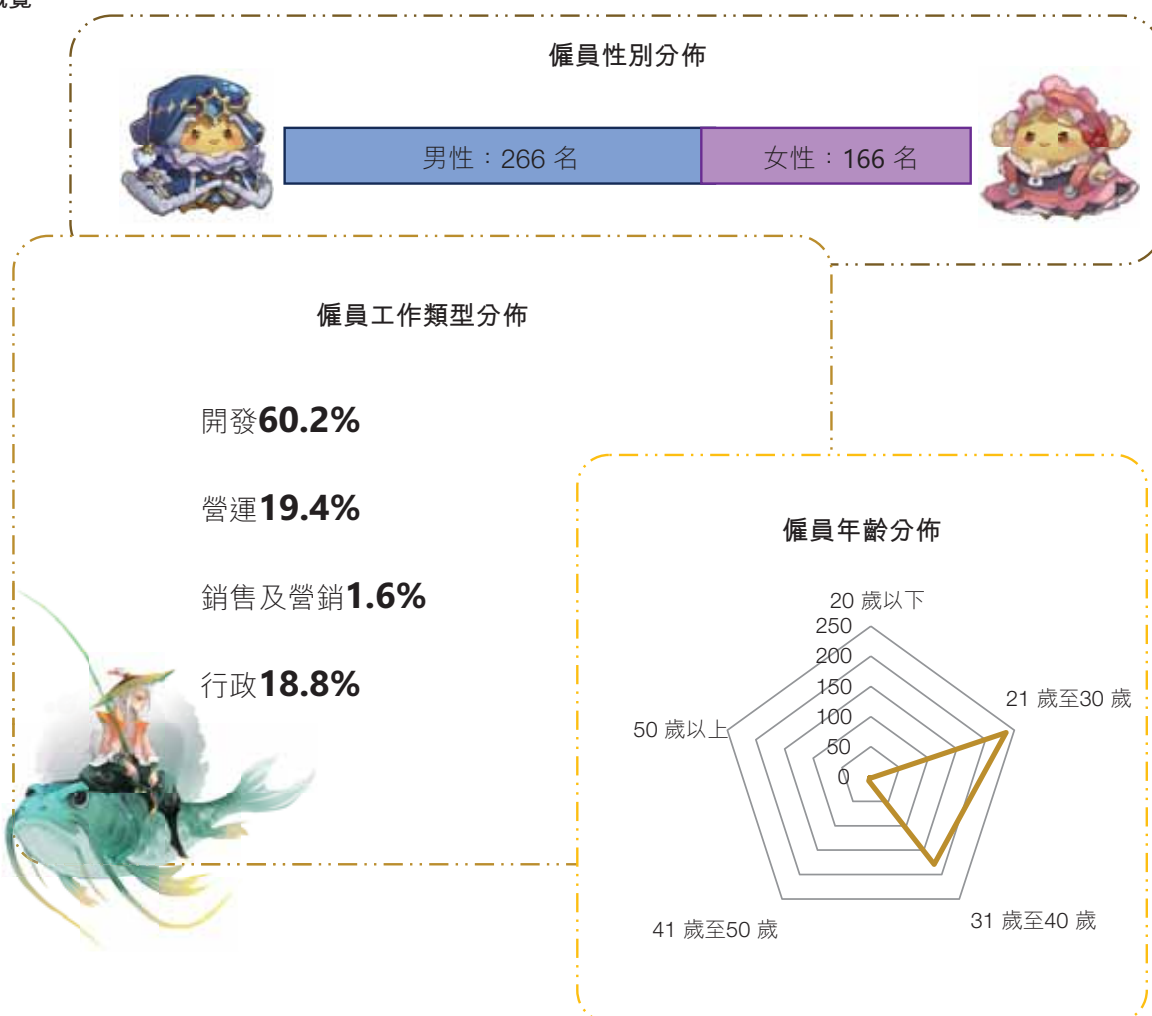 概覽
僱員性別分佈
男性：266 名
女性：166 名
僱員工作類型分佈
開發60.2%
營運19.4%
銷售及營銷1.6%
行政18.8%
僱員年齡分佈
20 歲以下
250
200
150
100
50
0
21 歲至30 歲
50 歲以上
31 歲至40 歲
41 歲至50 歲